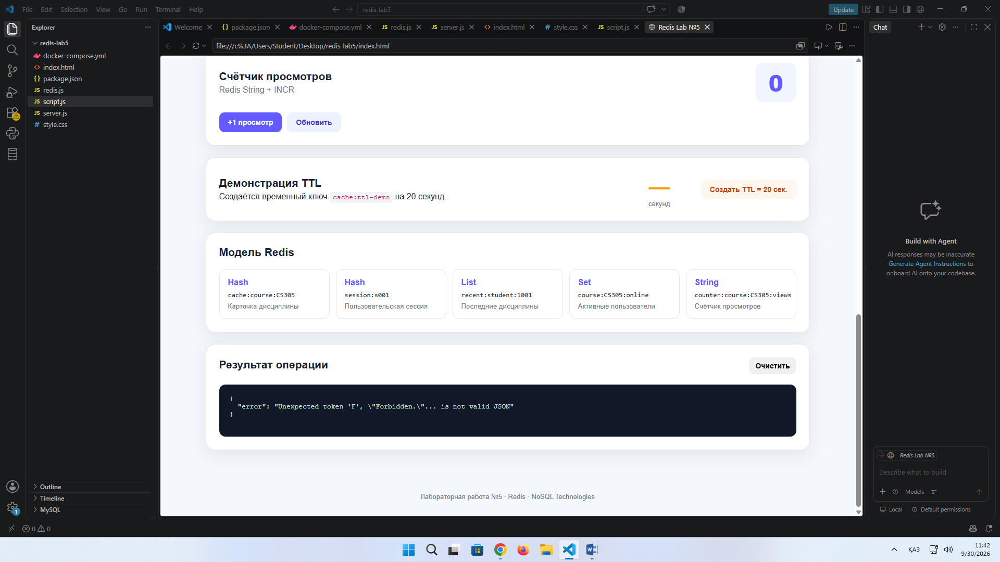 File Edit Selection View Go Run Terminal Help
redis-lab5
Update
Explorer
redis-lab5
docker-compose.yml
index.html
package.json
redis.js
script.js
server.js
style.css
Outline
Timeline
MySQL
Welcome
package.json
docker-compose.yml
redis.js
server.js
index.html
style.css
script.js
Redis Lab №5
file:///c%3A/Users/Student/Desktop/redis-lab5/index.html
Счётчик просмотров
Redis String + INCR
0
+1 просмотр
Обновить
Демонстрация TTL
Создаётся временный ключ cache:ttl-demo на 20 секунд.
—
секунд
Создать TTL = 20 сек.
Модель Redis
Hash
cache:course:CS305
Карточка дисциплины
Hash
session:s001
Пользовательская сессия
List
recent:student:1001
Последние дисциплины
Set
course:CS305:online
Активные пользователи
String
counter:course:CS305:views
Счётчик просмотров
Результат операции
Очистить
{
"error": "Unexpected token 'F', \"Forbidden.\"... is not valid JSON"
}
Лабораторная работа №5 · Redis · NoSQL Technologies
Chat
Build with Agent
AI responses may be inaccurate
Generate Agent Instructions to
onboard AI onto your codebase.
Redis Lab №5
Describe what to build
Models
Local
Default permissions
1
0 0
ҚАЗ
11:42
9/30/2026